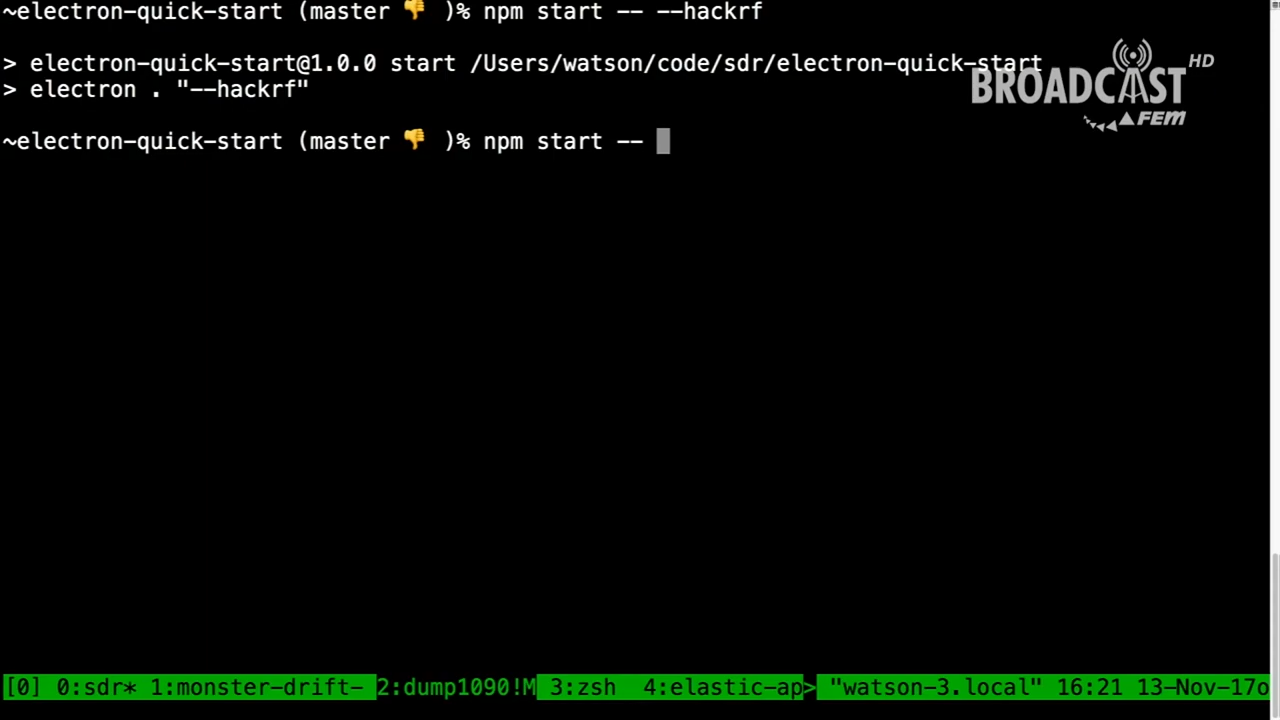 ~electron-quick-start (master 👎 )% npm start -- --hackrf
> electron-quick-start@1.0.0 start /Users/watson/code/sdr/electron-quick-start
> electron . "--hackrf"
~electron-quick-start (master 👎 )% npm start --
BROADCAST HD
FEM
[0] 0:sdr* 1:monster-drift- 2:dump1090!M 3:zsh 4:elastic-ap> "watson-3.local" 16:21 13-Nov-17o